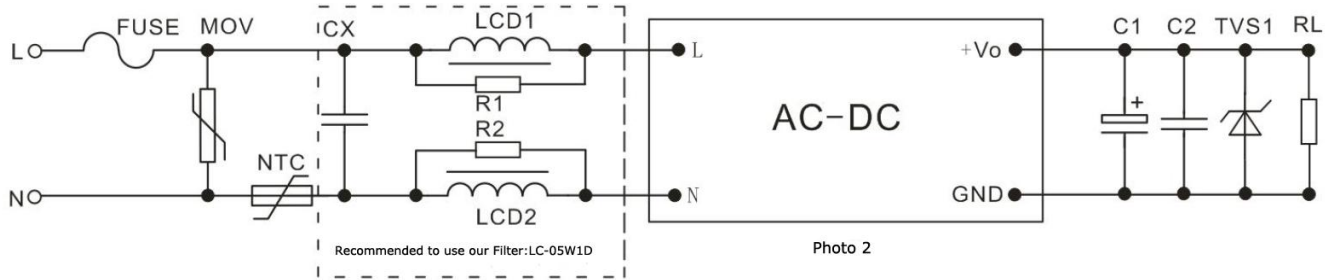 FUSE MOV CX LCD1 C1 C2 TVS1 RL
L L +Vo
R1 AC-DC +
R2
NTC
N N GND
LCD2
Recommended to use our Filter:LC-05W1D Photo 2